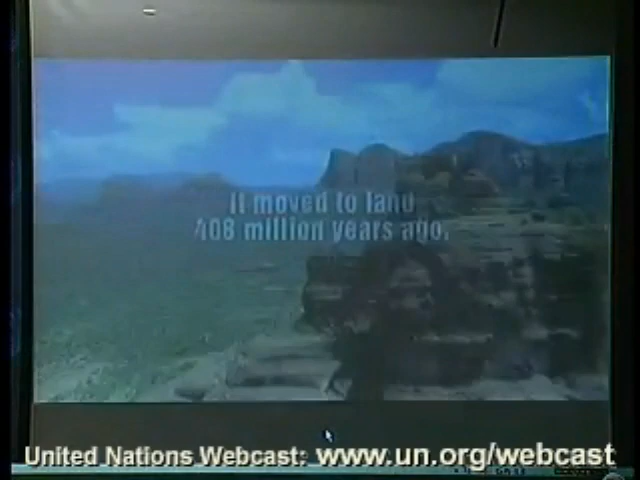 It moved to land
408 million years ago.
United Nations Webcast: www.un.org/webcast